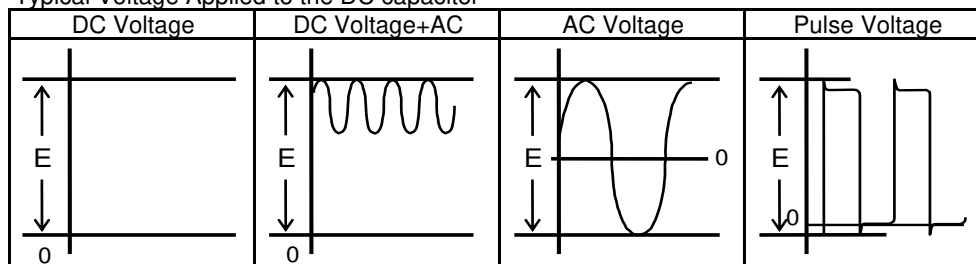 Typical Voltage Applied to the DC capacitor
DC Voltage DC Voltage+AC AC Voltage Pulse Voltage
E E E 0 E
0
0 0